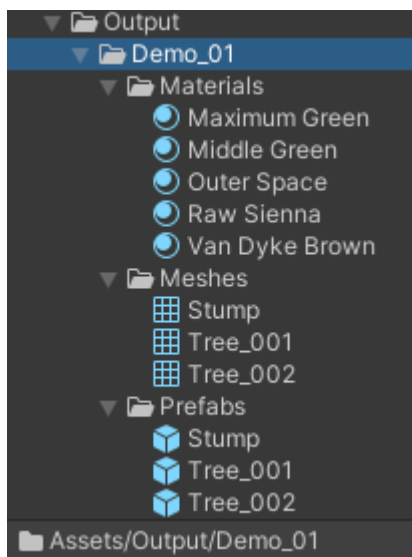 Output
Demo_01
Materials
Maximum Green
Middle Green
Outer Space
Raw Sienna
Van Dyke Brown
Meshes
Stump
Tree_001
Tree_002
Prefabs
Stump
Tree_001
Tree_002
Assets/Output/Demo_01